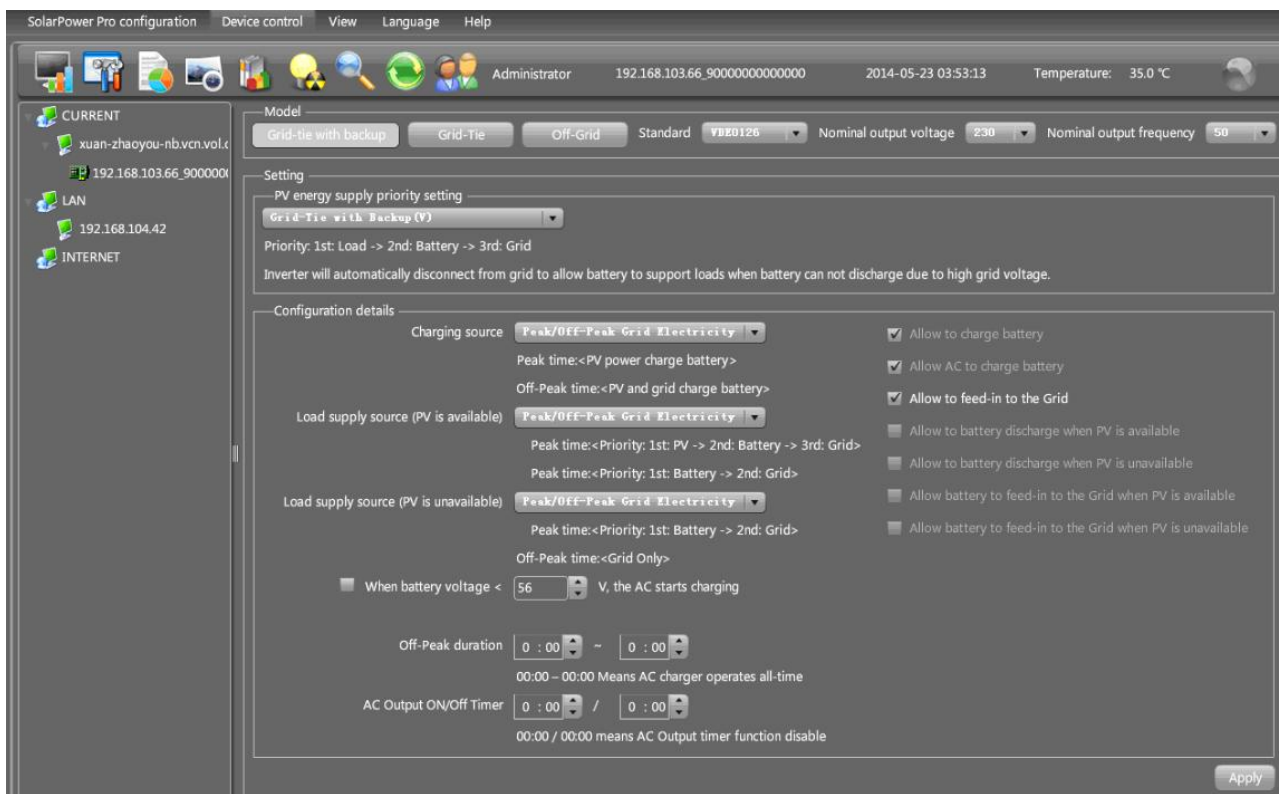 SolarPower Pro configuration Device control View Language Help
Administrator 192.168.103.66_90000000000000 2014-05-23 03:53:13 Temperature: 35.0 ℃
CURRENT
xuan-zhaoyou-nb.vcn.vol.c
192.168.103.66_900000
LAN
192.168.104.42
INTERNET
Model
Grid-tie with backup Grid-Tie Off-Grid Standard VDE0126 Nominal output voltage 230 Nominal output frequency 50
Setting
PV energy supply priority setting
Grid-Tie with Backup(V)
Priority: 1st: Load -> 2nd: Battery -> 3rd: Grid
Inverter will automatically disconnect from grid to allow battery to support loads when battery can not discharge due to high grid voltage.
Configuration details
Charging source Peak/Off-Peak Grid Electricity
Peak time:<PV power charge battery>
Off-Peak time:<PV and grid charge battery>
Load supply source (PV is available) Peak/Off-Peak Grid Electricity
Peak time:<Priority: 1st: PV -> 2nd: Battery -> 3rd: Grid>
Peak time:<Priority: 1st: Battery -> 2nd: Grid>
Load supply source (PV is unavailable) Peak/Off-Peak Grid Electricity
Peak time:<Priority: 1st: Battery -> 2nd: Grid>
Off-Peak time:<Grid Only>
When battery voltage < 56 V, the AC starts charging
Off-Peak duration 0 : 00 ~ 0 : 00
00:00 – 00:00 Means AC charger operates all-time
AC Output ON/Off Timer 0 : 00 / 0 : 00
00:00 / 00:00 means AC Output timer function disable
Allow to charge battery
Allow AC to charge battery
Allow to feed-in to the Grid
Allow to battery discharge when PV is available
Allow to battery discharge when PV is unavailable
Allow battery to feed-in to the Grid when PV is available
Allow battery to feed-in to the Grid when PV is unavailable
Apply